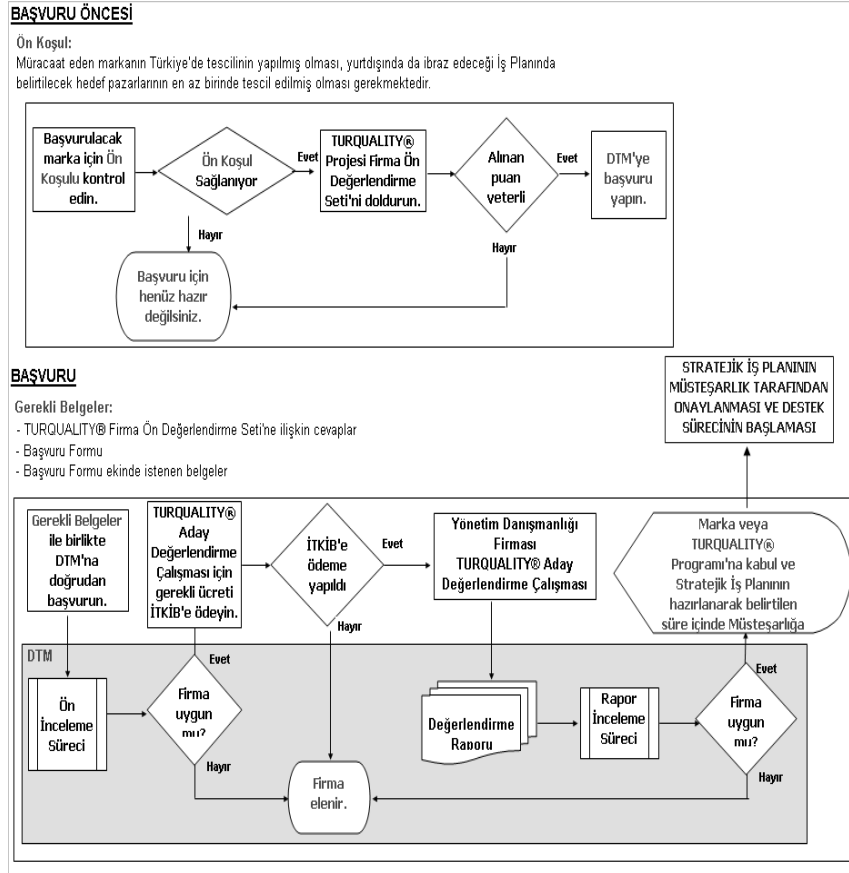 BAŞVURU ÖNCESİ
Ön Koşul:
Müracaat eden markanın Türkiye'de tescilinin yapılmış olması, yurtdışında da ibraz edeceği İş Planında
belirtilecek hedef pazarlarının en az birinde tescil edilmiş olması gerekmektedir.
Başvurulacak
marka için Ön
Koşulu kontrol
edin.
Ön Koşul
Sağlanıyor
Evet
Hayır
TURQUALITY®
Projesi Firma Ön
Değerlendirme
Seti'ni doldurun.
Alınan
puan
yeterli
Evet
Hayır
DTM'ye
başvuru
yapın.
Başvuru için
henüz hazır
değilsiniz.
BAŞVURU
Gerekli Belgeler:
- TURQUALITY® Firma Ön Değerlendirme Seti'ne ilişkin cevaplar
- Başvuru Formu
- Başvuru Formu ekinde istenen belgeler
STRATEJİK İŞ PLANININ
MÜSTEŞARLIK TARAFINDAN
ONAYLANMASI VE DESTEK
SÜRECİNİN BAŞLAMASI
Gerekli Belgeler
ile birlikte
DTM'na
doğrudan
başvurun.
TURQUALITY®
Aday
Değerlendirme
Çalışması için
gerekli ücreti
İTKİB'e ödeyin.
İTKİB'e
ödeme
yapıldı
Evet
Hayır
Yönetim Danışmanlığı
Firması
TURQUALITY® Aday
Değerlendirme Çalışması
Marka veya
TURQUALITY®
Programı'na kabul ve
Stratejik İş Planının
hazırlanarak belirtilen
süre içinde Müsteşarlığa
DTM
Ön
İnceleme
Süreci
Evet
Firma
uygun
mu?
Hayır
Firma
elenir.
Değerlendirme
Raporu
Rapor
İnceleme
Süreci
Evet
Firma
uygun
mu?
Hayır